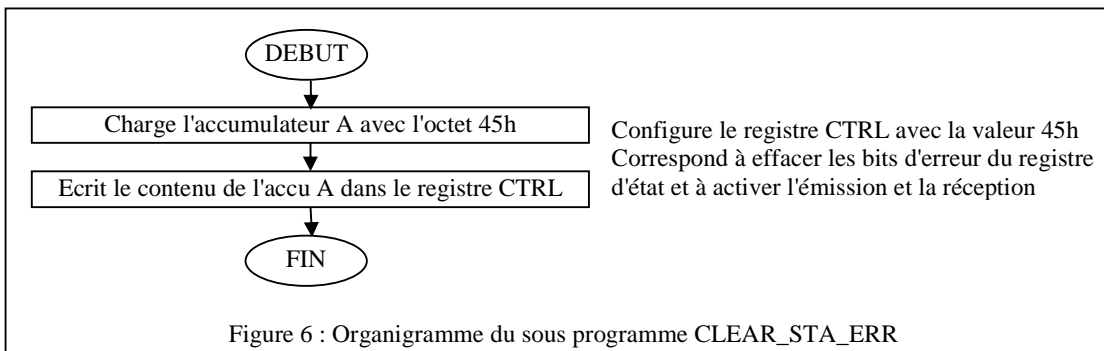 DEBUT
Charge l'accumulateur A avec l'octet 45h
Ecrit le contenu de l'accu A dans le registre CTRL
FIN
Configure le registre CTRL avec la valeur 45h
Correspond à effacer les bits d'erreur du registre
d'état et à activer l'émission et la réception
Figure 6 : Organigramme du sous programme CLEAR_STA_ERR